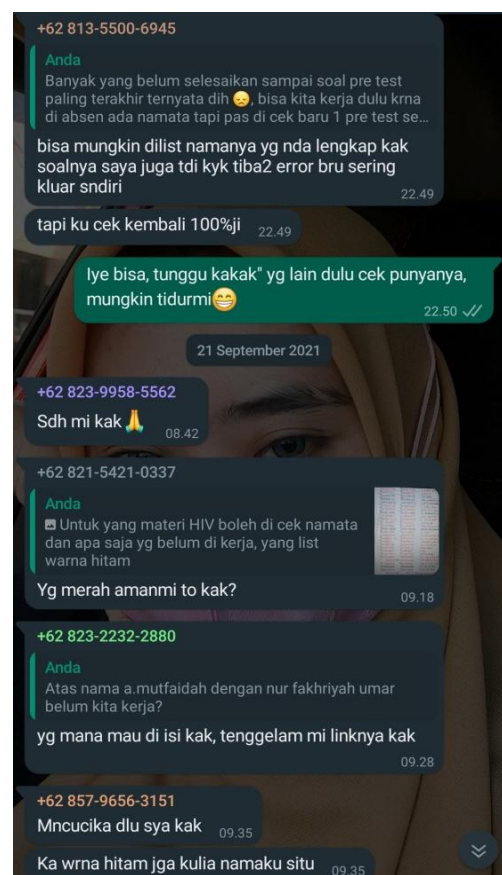 +62 813-5500-6945
Anda
Banyak yang belum selesaikan sampai soal pre test
paling terakhir ternyata dih 😞, bisa kita kerja dulu krna
di absen ada namata tapi pas di cek baru 1 pre test se...
bisa mungkin dilist namanya yg nda lengkap kak
soalnya saya juga tdi kyk tiba2 error bru sering
kluar sndiri
22.49
tapi ku cek kembali 100%ji 22.49
Iye bisa, tunggu kakak" yg lain dulu cek punyanya,
mungkin tidurmi😁
22.50
21 September 2021
+62 823-9958-5562
Sdh mi kak🙏 08.42
+62 821-5421-0337
Anda
Untuk yang materi HIV boleh di cek namata
dan apa saja yg belum di kerja, yang list
warna hitam
Yg merah amanmi to kak?
09.18
+62 823-2232-2880
Anda
Atas nama a.mutfaidah dengan nur fakhriyah umar
belum kita kerja?
yg mana mau di isi kak, tenggelam mi linknya kak
09.28
+62 857-9656-3151
Mncucika dlu sya kak 09.35
Ka wrna hitam jga kulia namaku situ 09.35